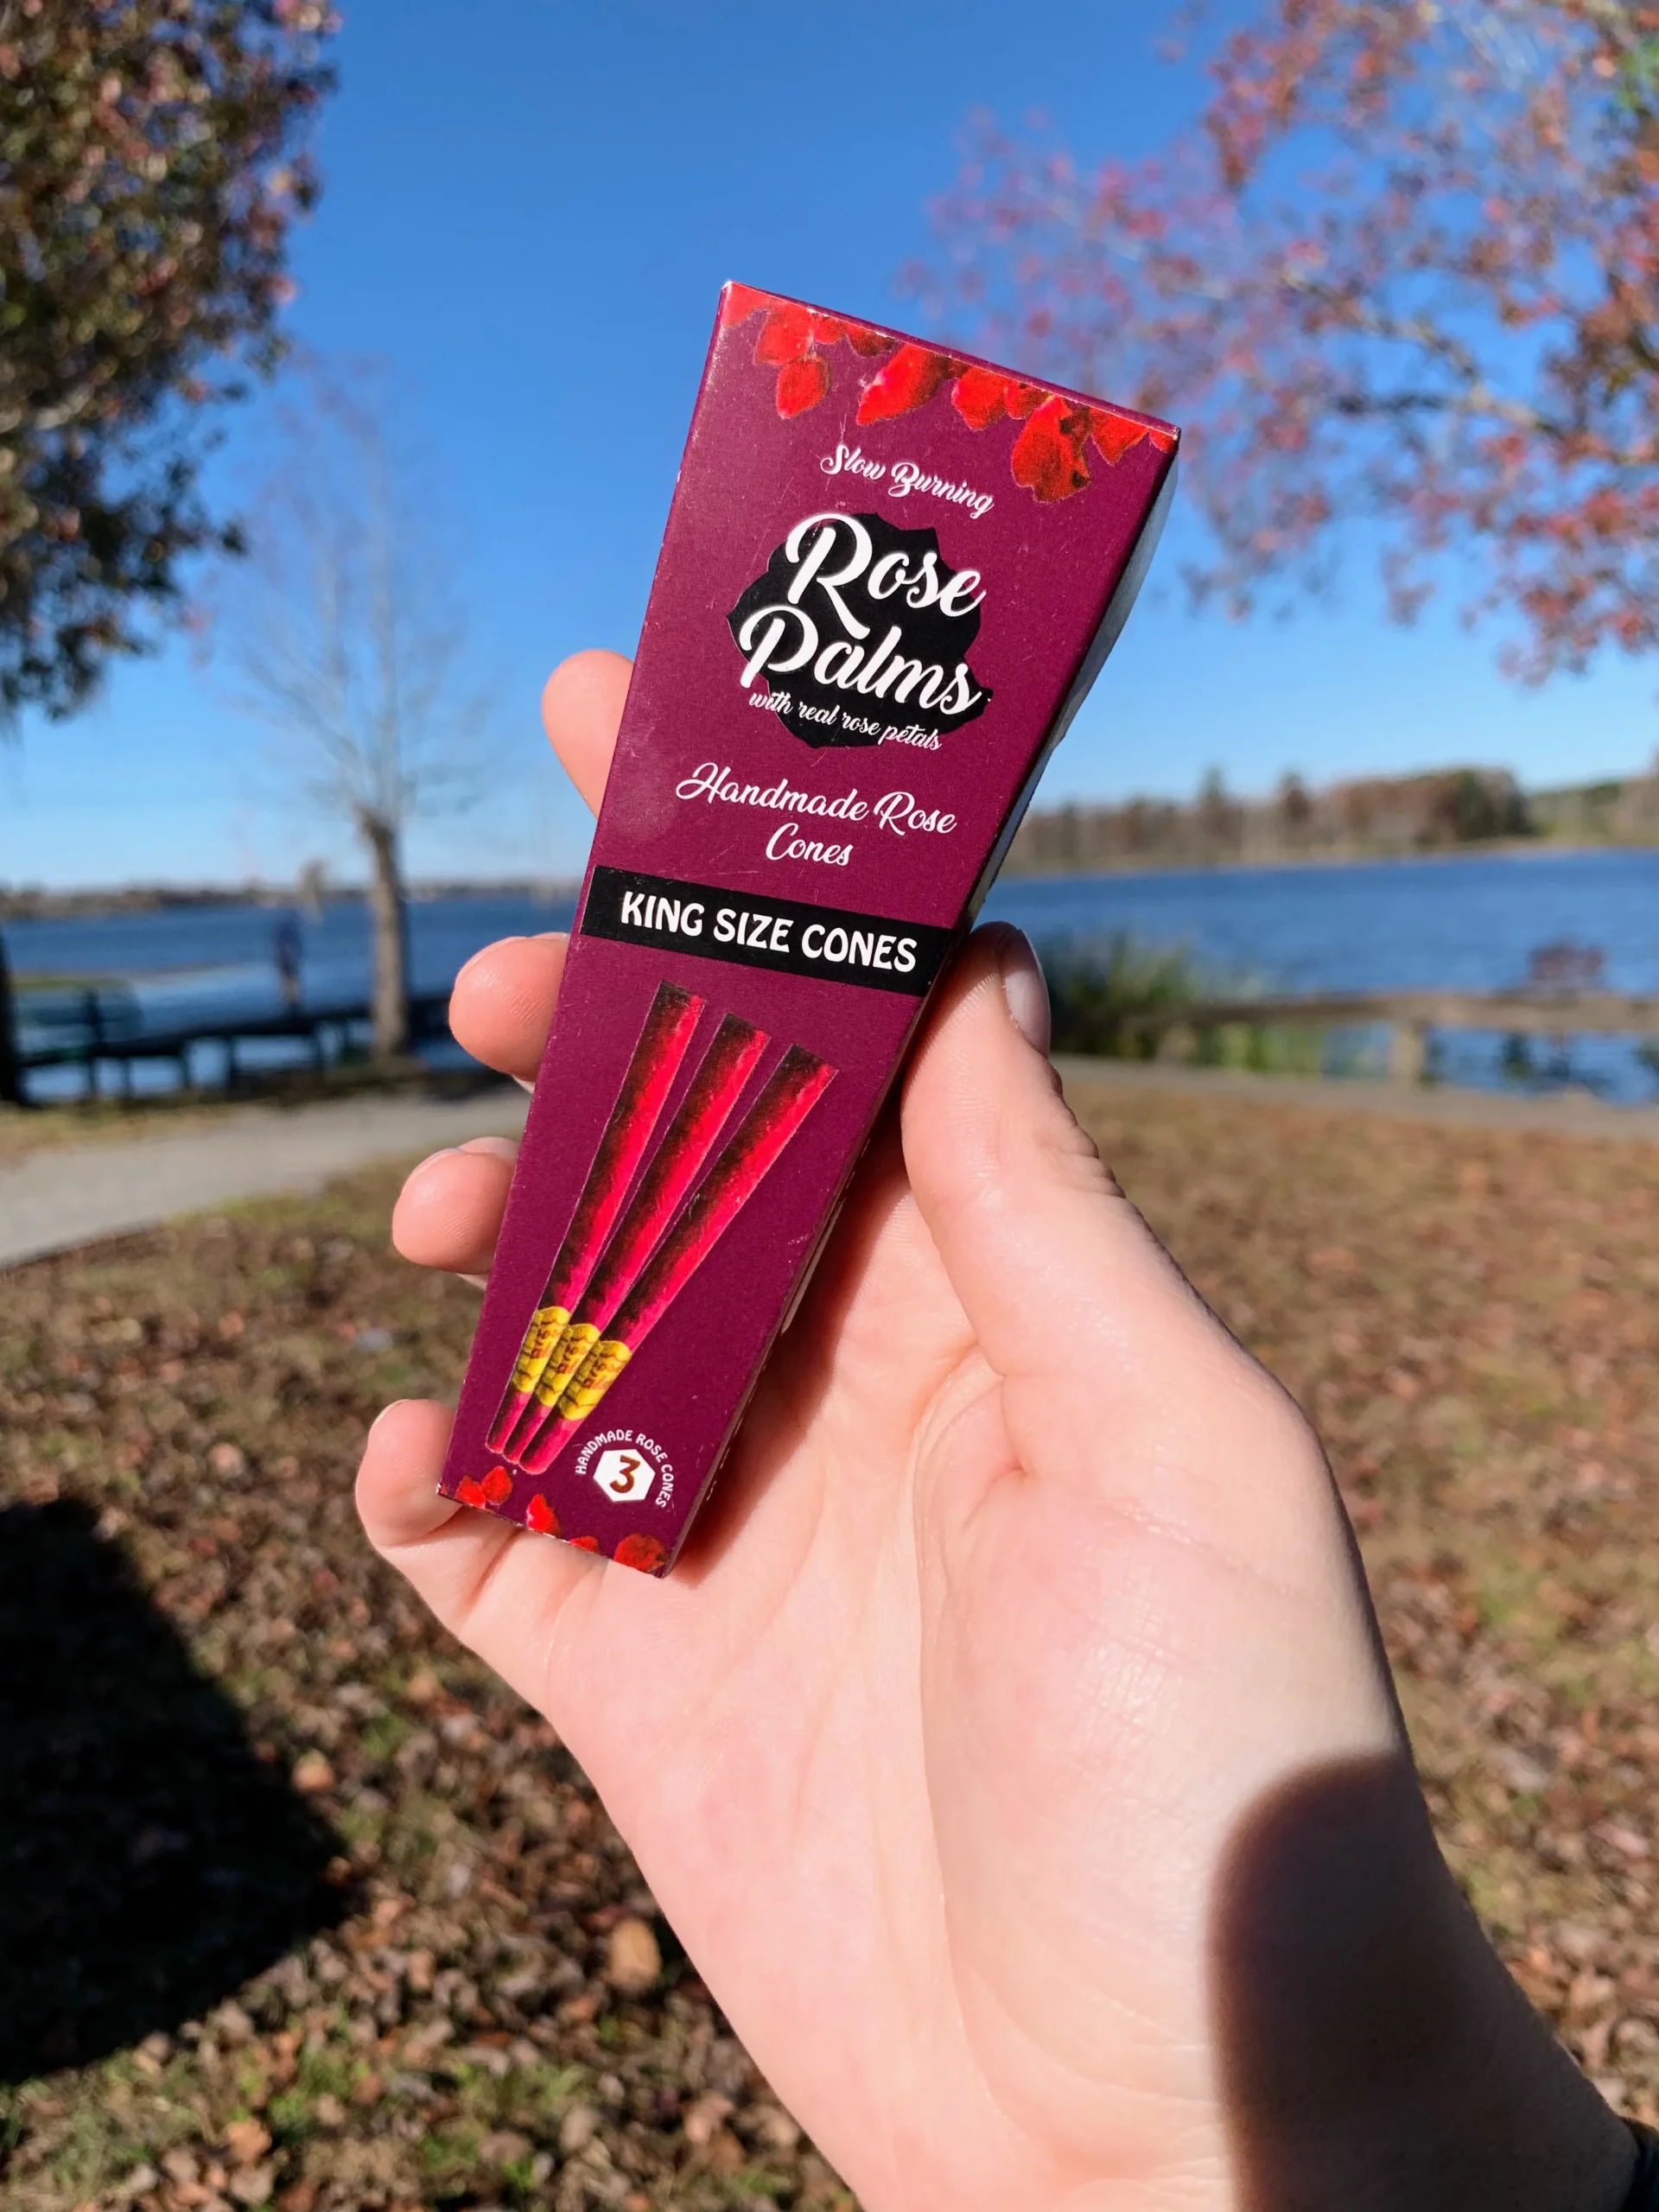 Slow Burning
Rose
Palms
with real rose petals
Handmade Rose
Cones
KING SIZE CONES
HANDMADE ROSE CONES
3